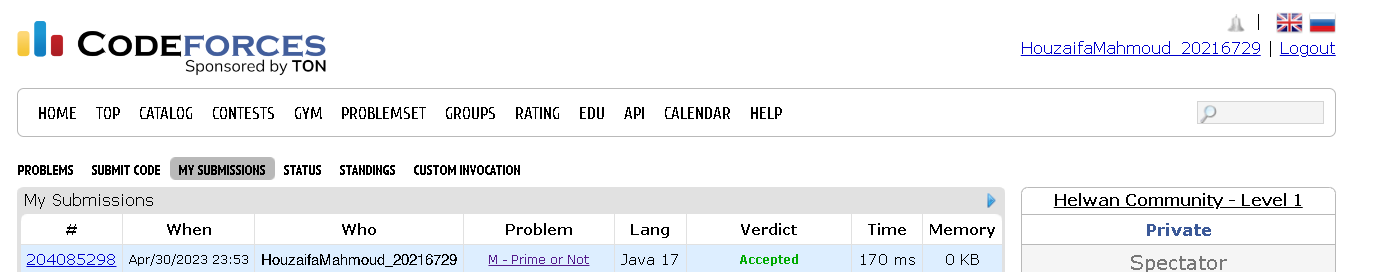 CODEFORCES
Sponsored by TON
|
HouzaifaMahmoud_20216729 | Logout
HOME TOP CATALOG CONTESTS GYM PROBLEMSET GROUPS RATING EDU API CALENDAR HELP
PROBLEMS SUBMIT CODE MY SUBMISSIONS STATUS STANDINGS CUSTOM INVOCATION
My Submissions
# When Who Problem Lang Verdict Time Memory
204085298 Apr/30/2023 23:53 HouzaifaMahmoud_20216729 M - Prime or Not Java 17 Accepted 170 ms 0 KB
Helwan Community - Level 1
Private
Spectator